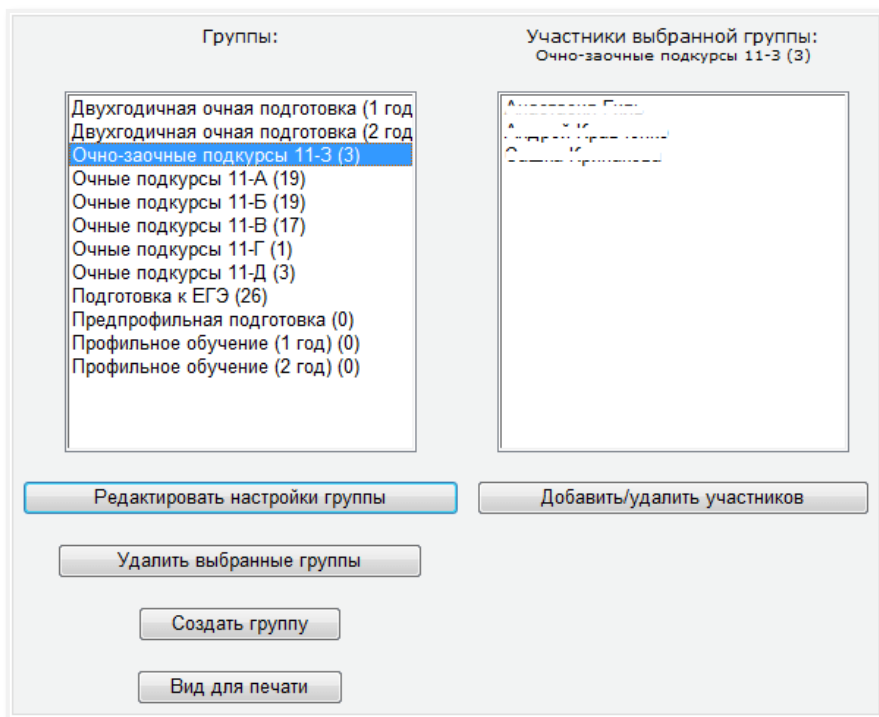 Группы:
Двухгодичная очная подготовка (1 год
Двухгодичная очная подготовка (2 год
Очно-заочные подкурсы 11-З (3)
Очные подкурсы 11-А (19)
Очные подкурсы 11-Б (19)
Очные подкурсы 11-В (17)
Очные подкурсы 11-Г (1)
Очные подкурсы 11-Д (3)
Подготовка к ЕГЭ (26)
Предпрофильная подготовка (0)
Профильное обучение (1 год) (0)
Профильное обучение (2 год) (0)
Редактировать настройки группы
Удалить выбранные группы
Создать группу
Вид для печати
Участники выбранной группы:
Очно-заочные подкурсы 11-З (3)
Добавить/удалить участников